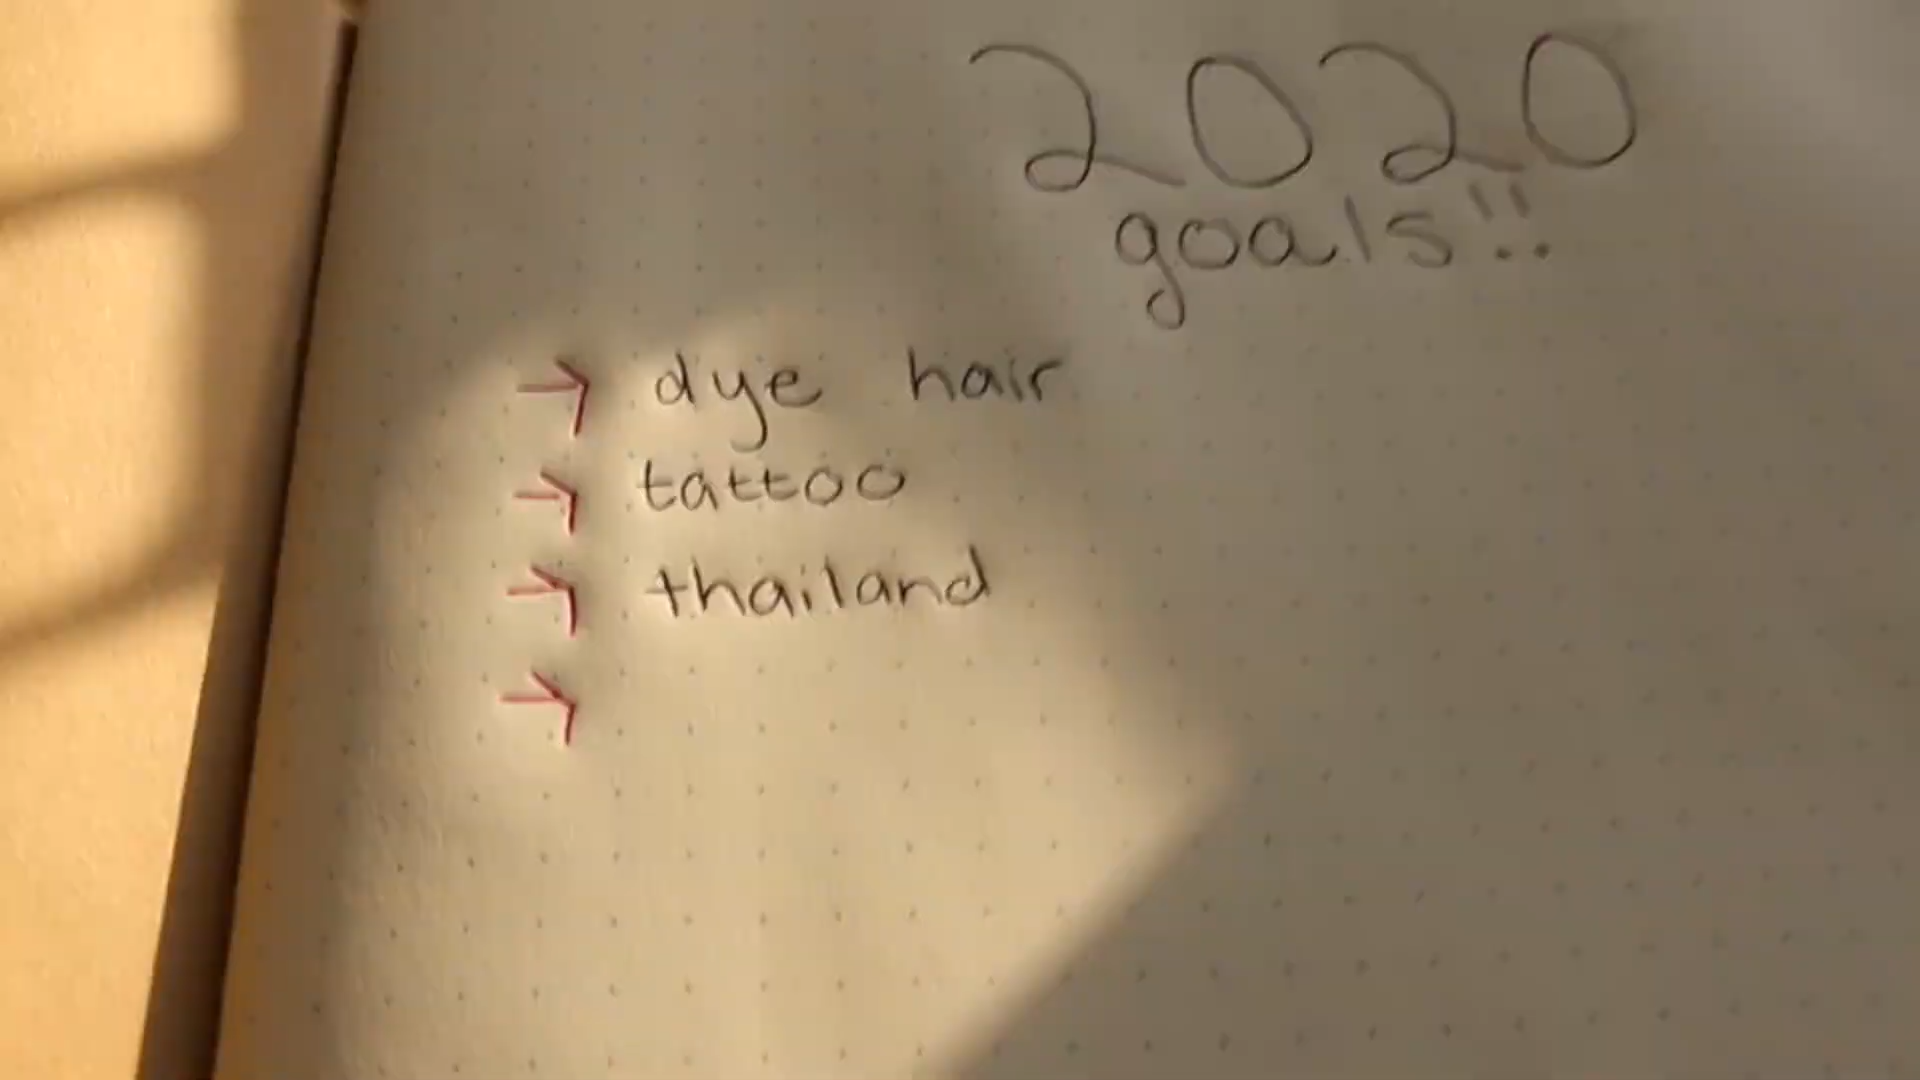 2020
goals!!
→ dye hair
→ tattoo
→ thailand
→